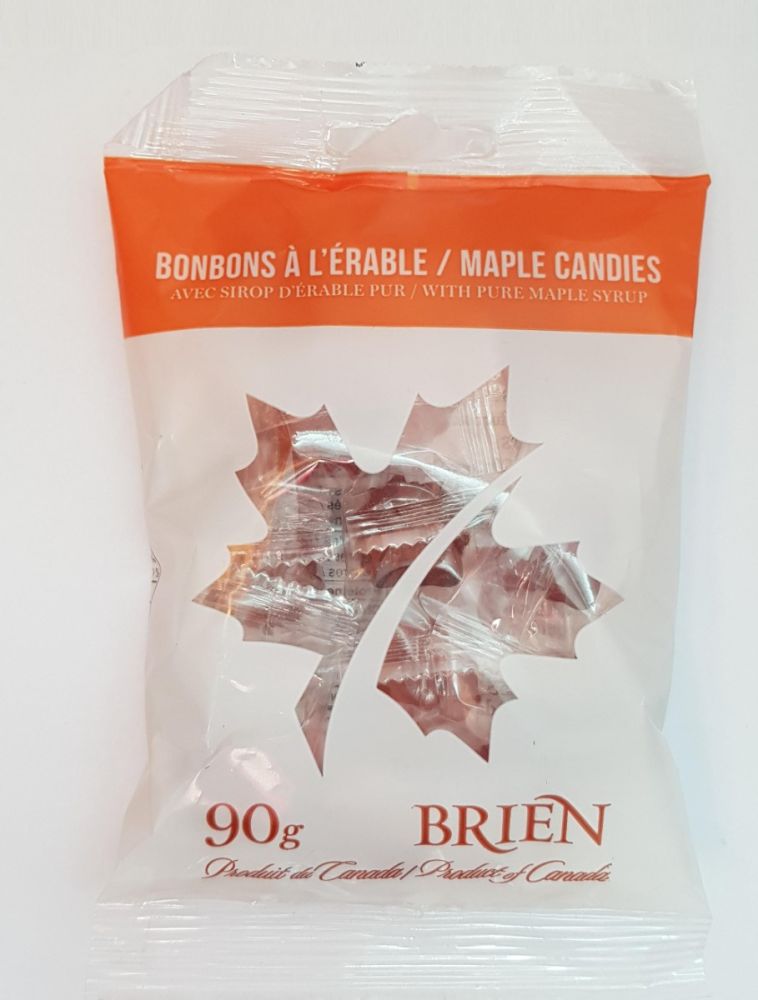 BONBONS À L'ÉRABLE / MAPLE CANDIES
AVEC SIROP D'ÉRABLE PUR / WITH PURE MAPLE SYRUP
90g BRIEN
Produit du Canada / Product of Canada